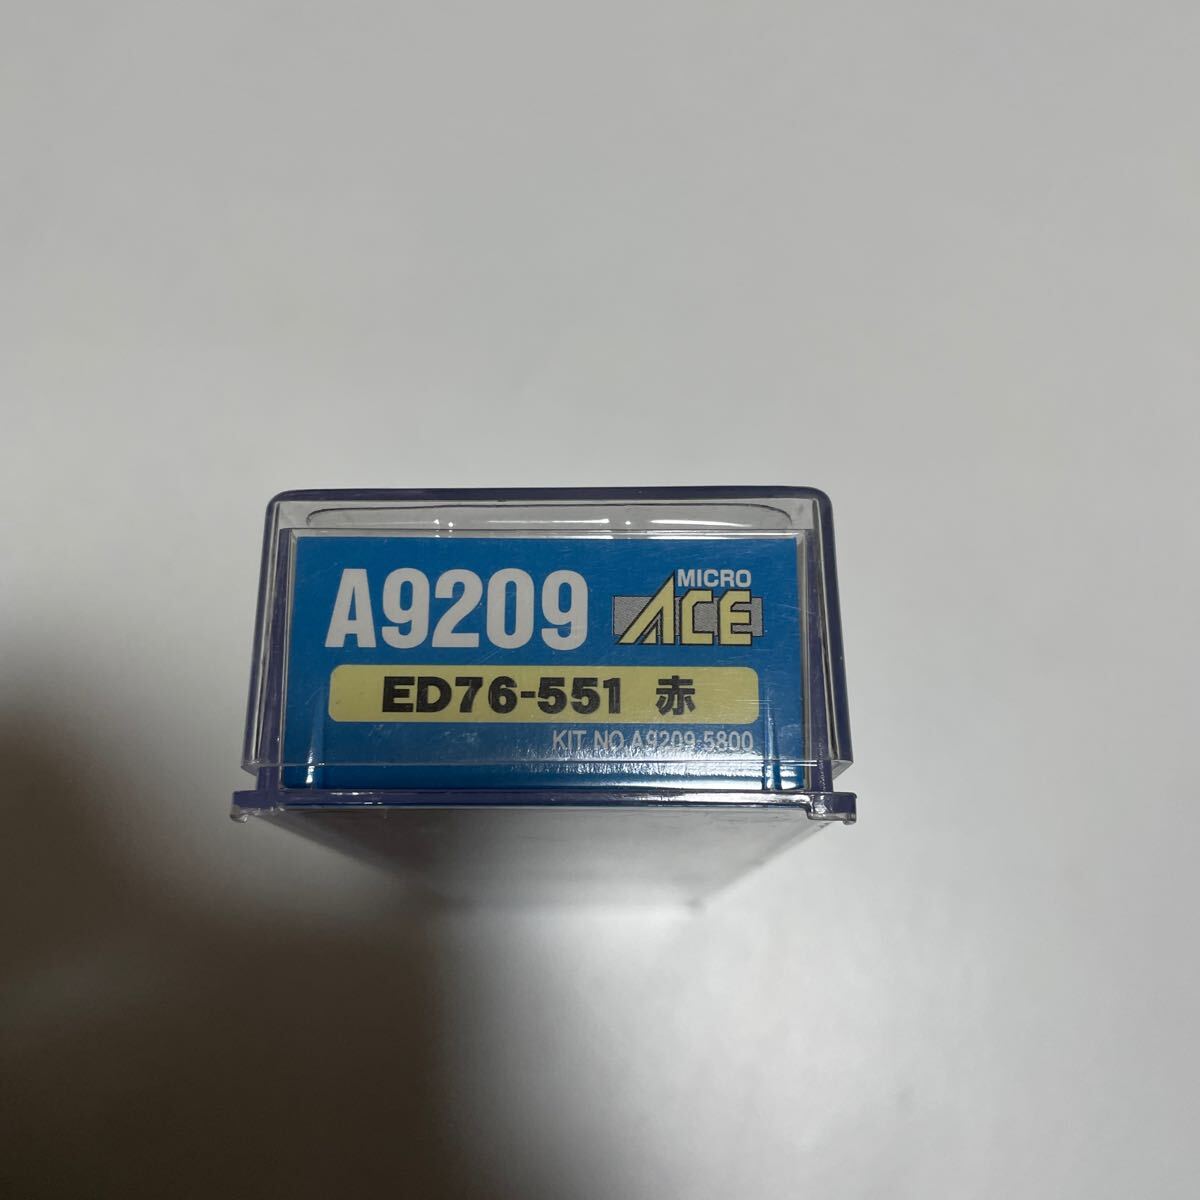 A9209 MICRO ACE
ED76-551 赤
KIT NO.A9209-5800